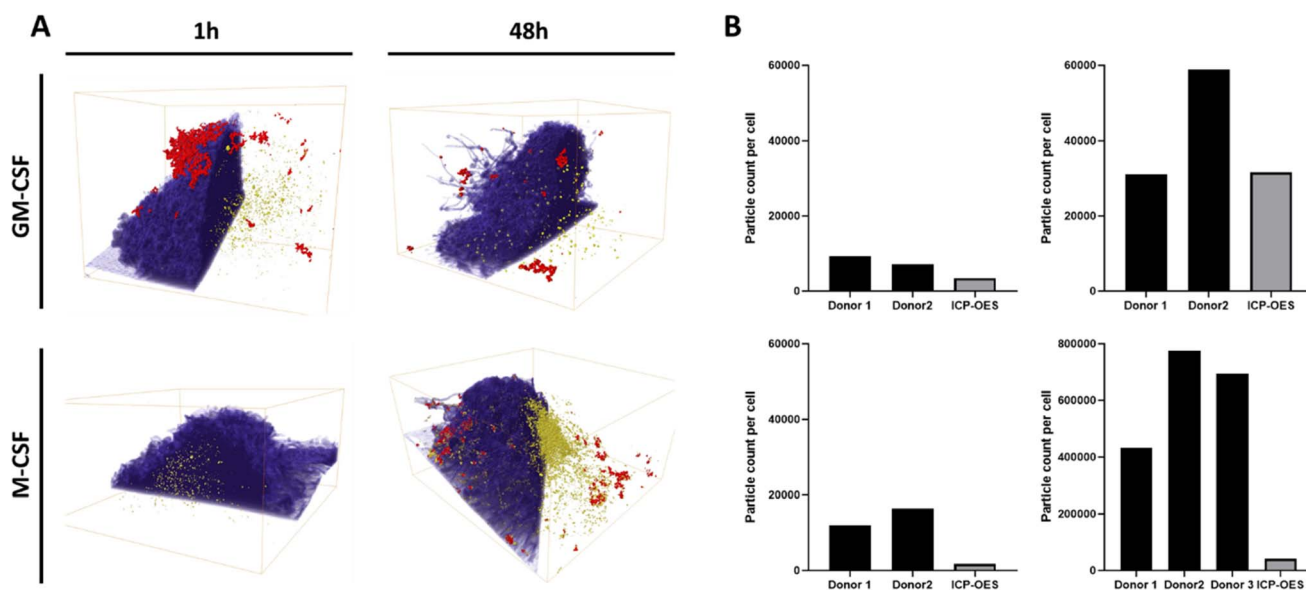 A
1h
48h
GM-CSF
M-CSF
B
Particle count per cell
60000
40000
20000
0
Donor 1 Donor2 ICP-OES
Particle count per cell
60000
40000
20000
0
Donor 1 Donor2 ICP-OES
Particle count per cell
60000
40000
20000
0
Donor 1 Donor2 ICP-OES
Particle count per cell
800000
600000
400000
200000
0
Donor 1 Donor2 Donor 3 ICP-OES